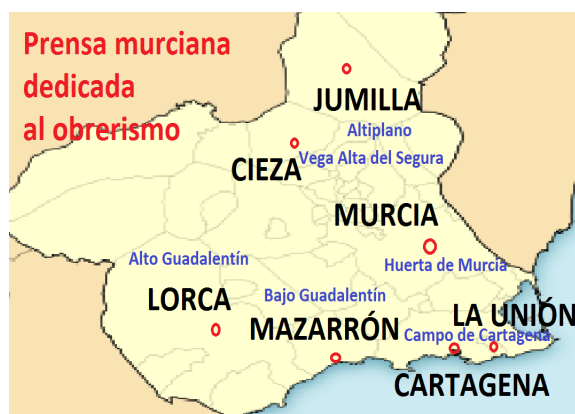 Prensa murciana
dedicada
al obrerismo
JUMILLA
Altiplano
Vega Alta del Segura
CIEZA
MURCIA
Alto Guadalentín
Huerta de Murcia
LORCA
Bajo Guadalentín
LA UNIÓN
MAZARRÓN
Campo de Cartagena
CARTAGENA